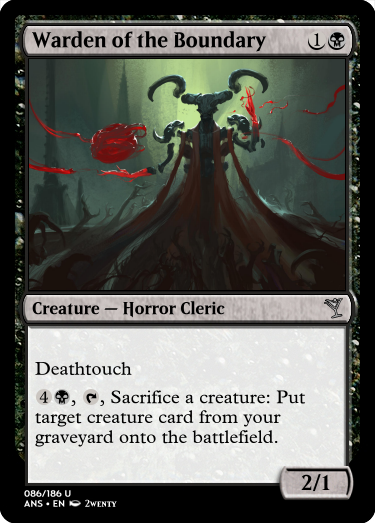 Warden of the Boundary 1
Creature — Horror Cleric
Deathtouch
4 , , Sacrifice a creature: Put
target creature card from your
graveyard onto the battlefield.
2/1
086/186 U
ANS • EN 2WENTY